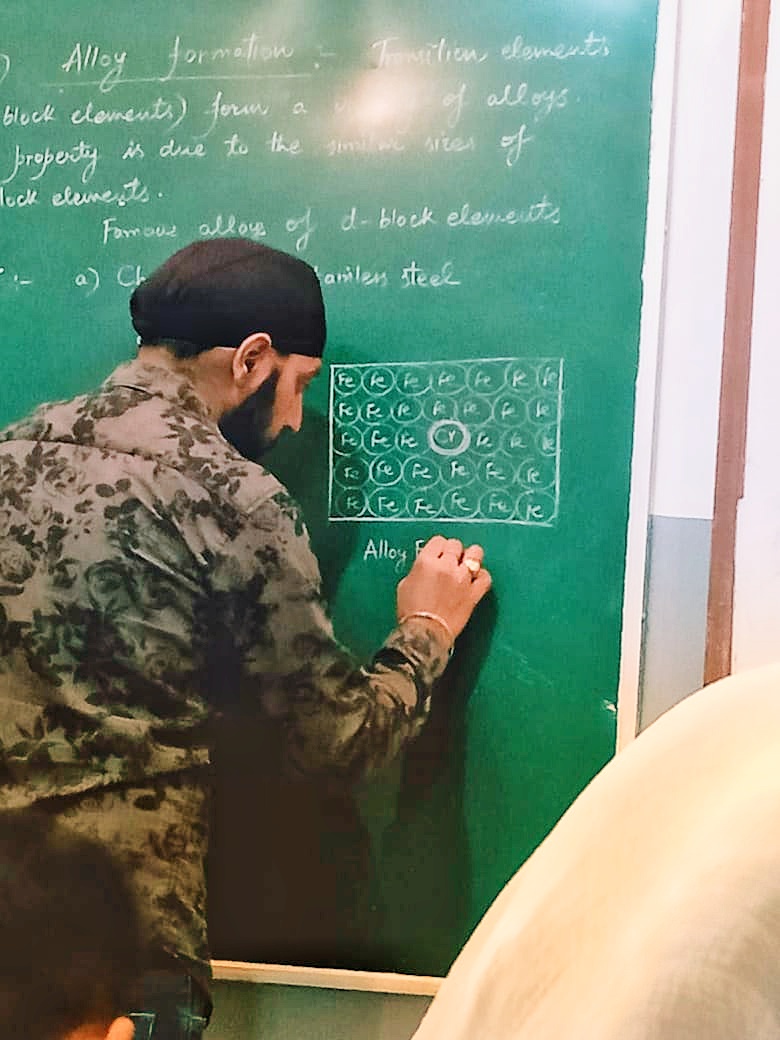 ) Alloy formation :- Transition elements
block elements) form a of alloys.
property is due to the similar sizes of
lock elements.
Famous alloys of d-block elements
:- a) Ch tainless steel
Fe Fe Fe Fe Fe Fe Fe
Fe Fe Fe Fe Fe Fe Fe
Fe Fe Fe Cr Fe Fe Fe
Fe Fe Fe Fe Fe Fe
Fe Fe Fe Fe Fe Fe
Alloy F